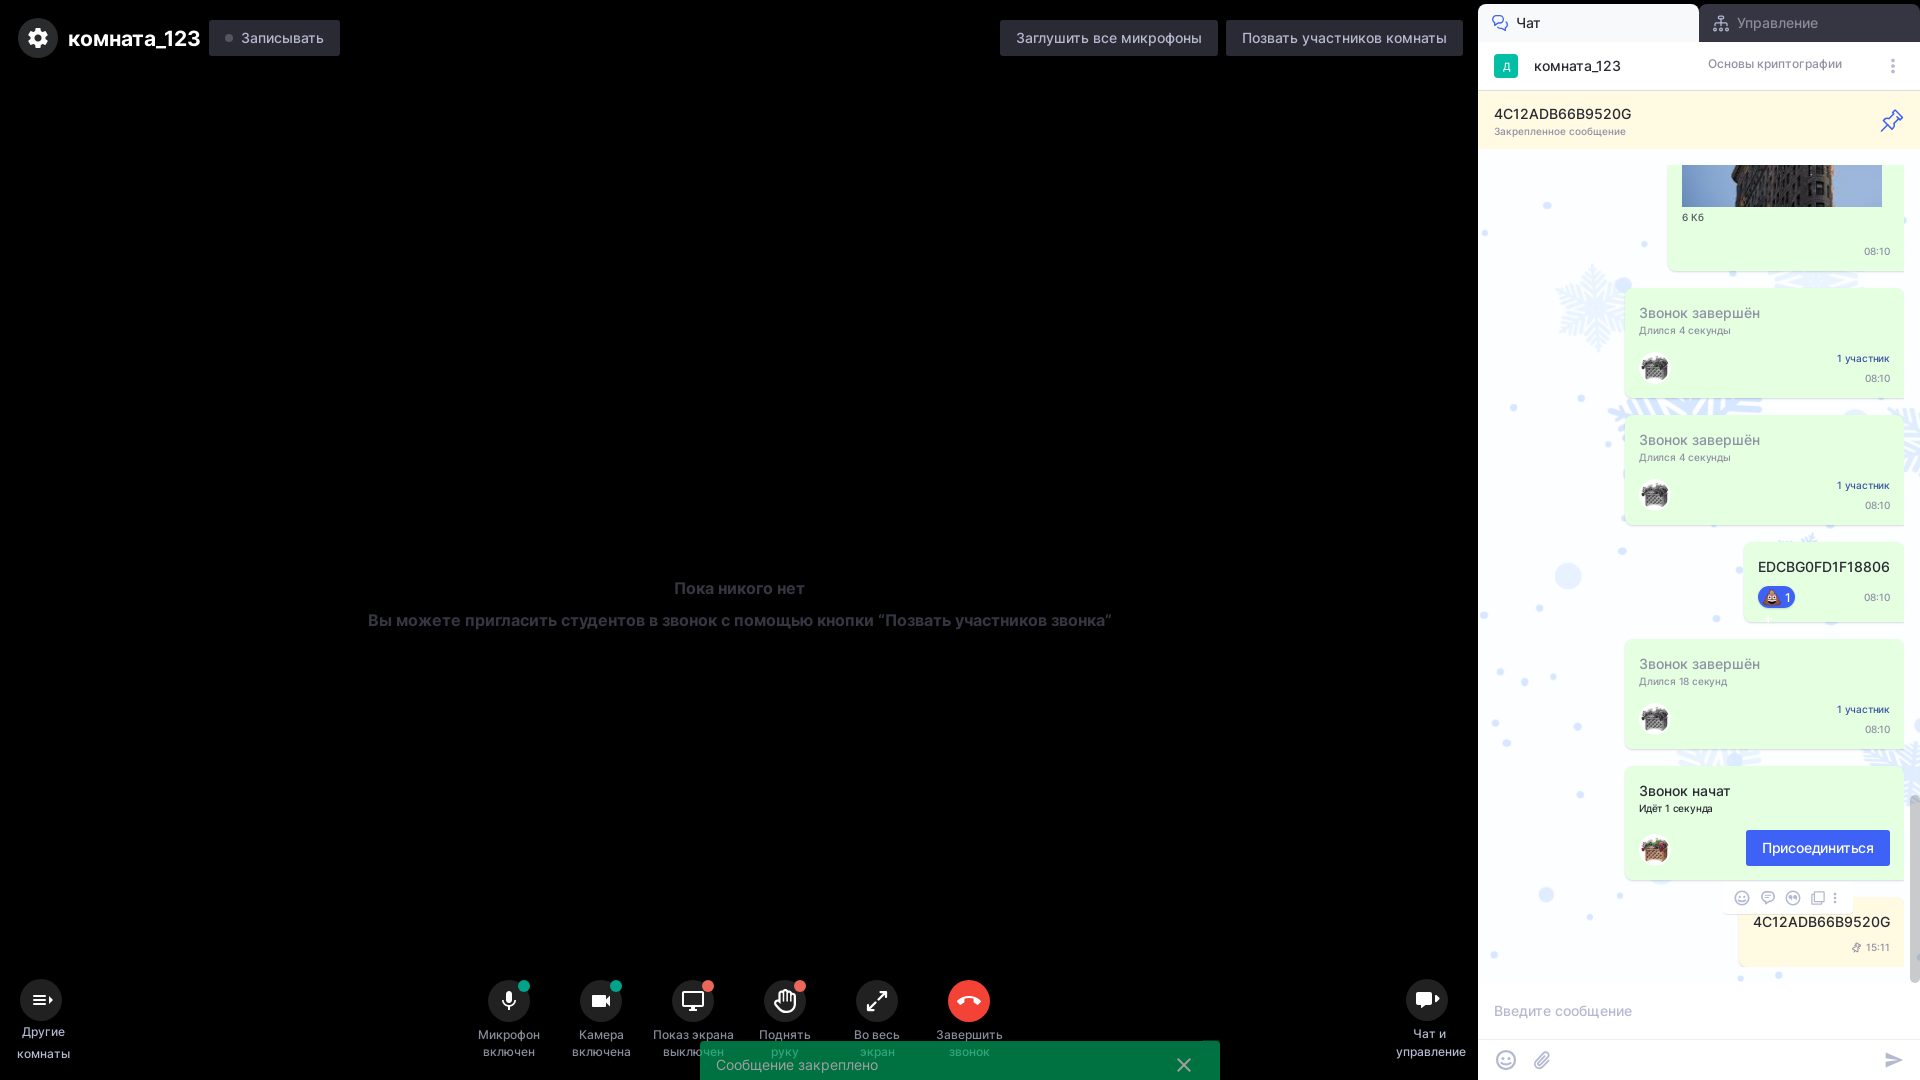 комната_123
Записывать
Заглушить все микрофоны
Позвать участников комнаты
Чат
Управление
Д
комната_123
Основы криптографии
4C12ADB66B9520G
Закрепленное сообщение
6 Кб
08:10
Звонок завершён
Длился 4 секунды
1 участник
08:10
Звонок завершён
Длился 4 секунды
1 участник
08:10
EDCBG0FD1F18806
1
08:10
Звонок завершён
Длился 18 секунд
1 участник
08:10
Звонок начат
Идёт 1 секунда
Присоединиться
4C12ADB66B9520G
15:11
Введите сообщение
Пока никого нет
Вы можете пригласить студентов в звонок с помощью кнопки “Позвать участников звонка”
Другие
комнаты
Микрофон
включен
Камера
включена
Показ экрана
выключен
Поднять
руку
Во весь
экран
Завершить
звонок
Чат и
управление
Сообщение закреплено